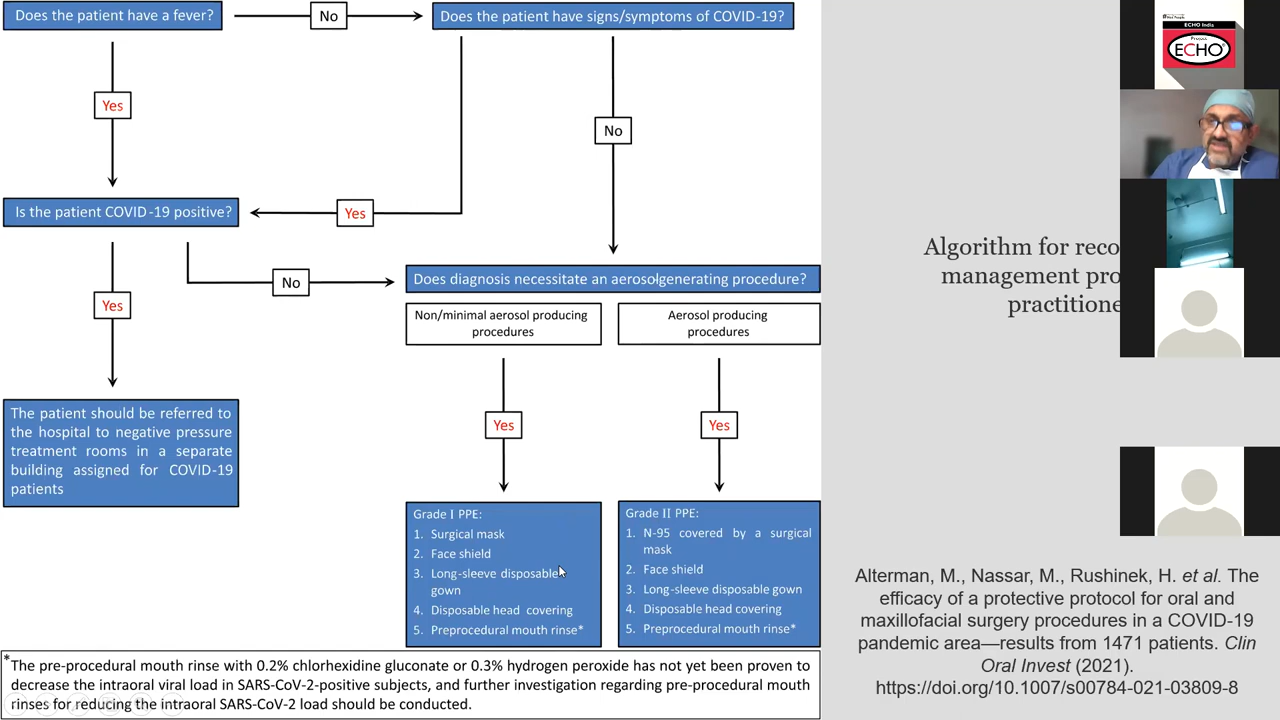 Does the patient have a fever?
No
Does the patient have signs/symptoms of COVID-19?
Yes
No
Is the patient COVID-19 positive?
Yes
Yes
No
Does diagnosis necessitate an aerosolgenerating procedure?
Non/minimal aerosol producing
procedures
Aerosol producing
procedures
Yes
Yes
The patient should be referred to
the hospital to negative pressure
treatment rooms in a separate
building assigned for COVID-19
patients
Grade I PPE:
1. Surgical mask
2. Face shield
3. Long-sleeve disposable
gown
4. Disposable head covering
5. Preprocedural mouth rinse*
Grade II PPE:
1. N-95 covered by a surgical
mask
2. Face shield
3. Long-sleeve disposable gown
4. Disposable head covering
5. Preprocedural mouth rinse*
*The pre-procedural mouth rinse with 0.2% chlorhexidine gluconate or 0.3% hydrogen peroxide has not yet been proven to
decrease the intraoral viral load in SARS-CoV-2-positive subjects, and further investigation regarding pre-procedural mouth
rinses for reducing the intraoral SARS-CoV-2 load should be conducted.
Algorithm for reco
management pro
practitione
Alterman, M., Nassar, M., Rushinek, H. et al. The
efficacy of a protective protocol for oral and
maxillofacial surgery procedures in a COVID-19
pandemic area—results from 1471 patients. Clin
Oral Invest (2021).
https://doi.org/10.1007/s00784-021-03809-8
ECHO India
Project
ECHO